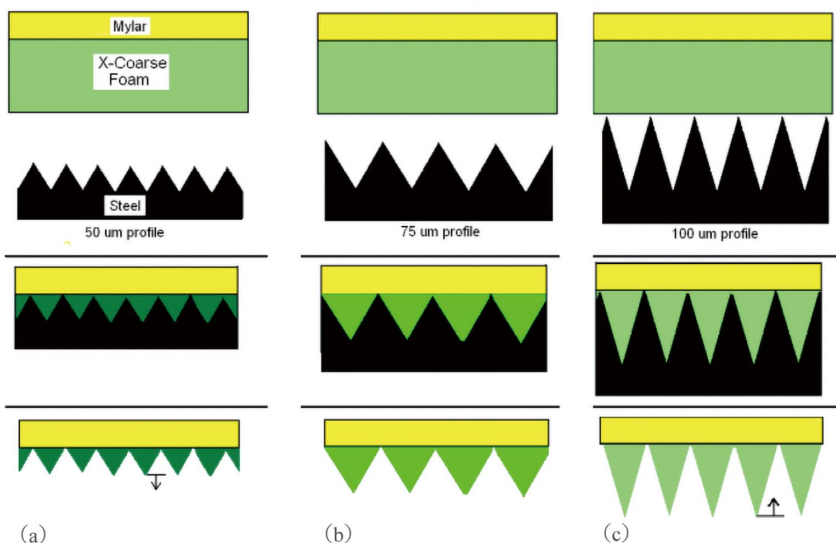 Mylar
X-Coarse
Foam
Steel
50 um profile
75 um profile
100 um profile
(a)
(b)
(c)